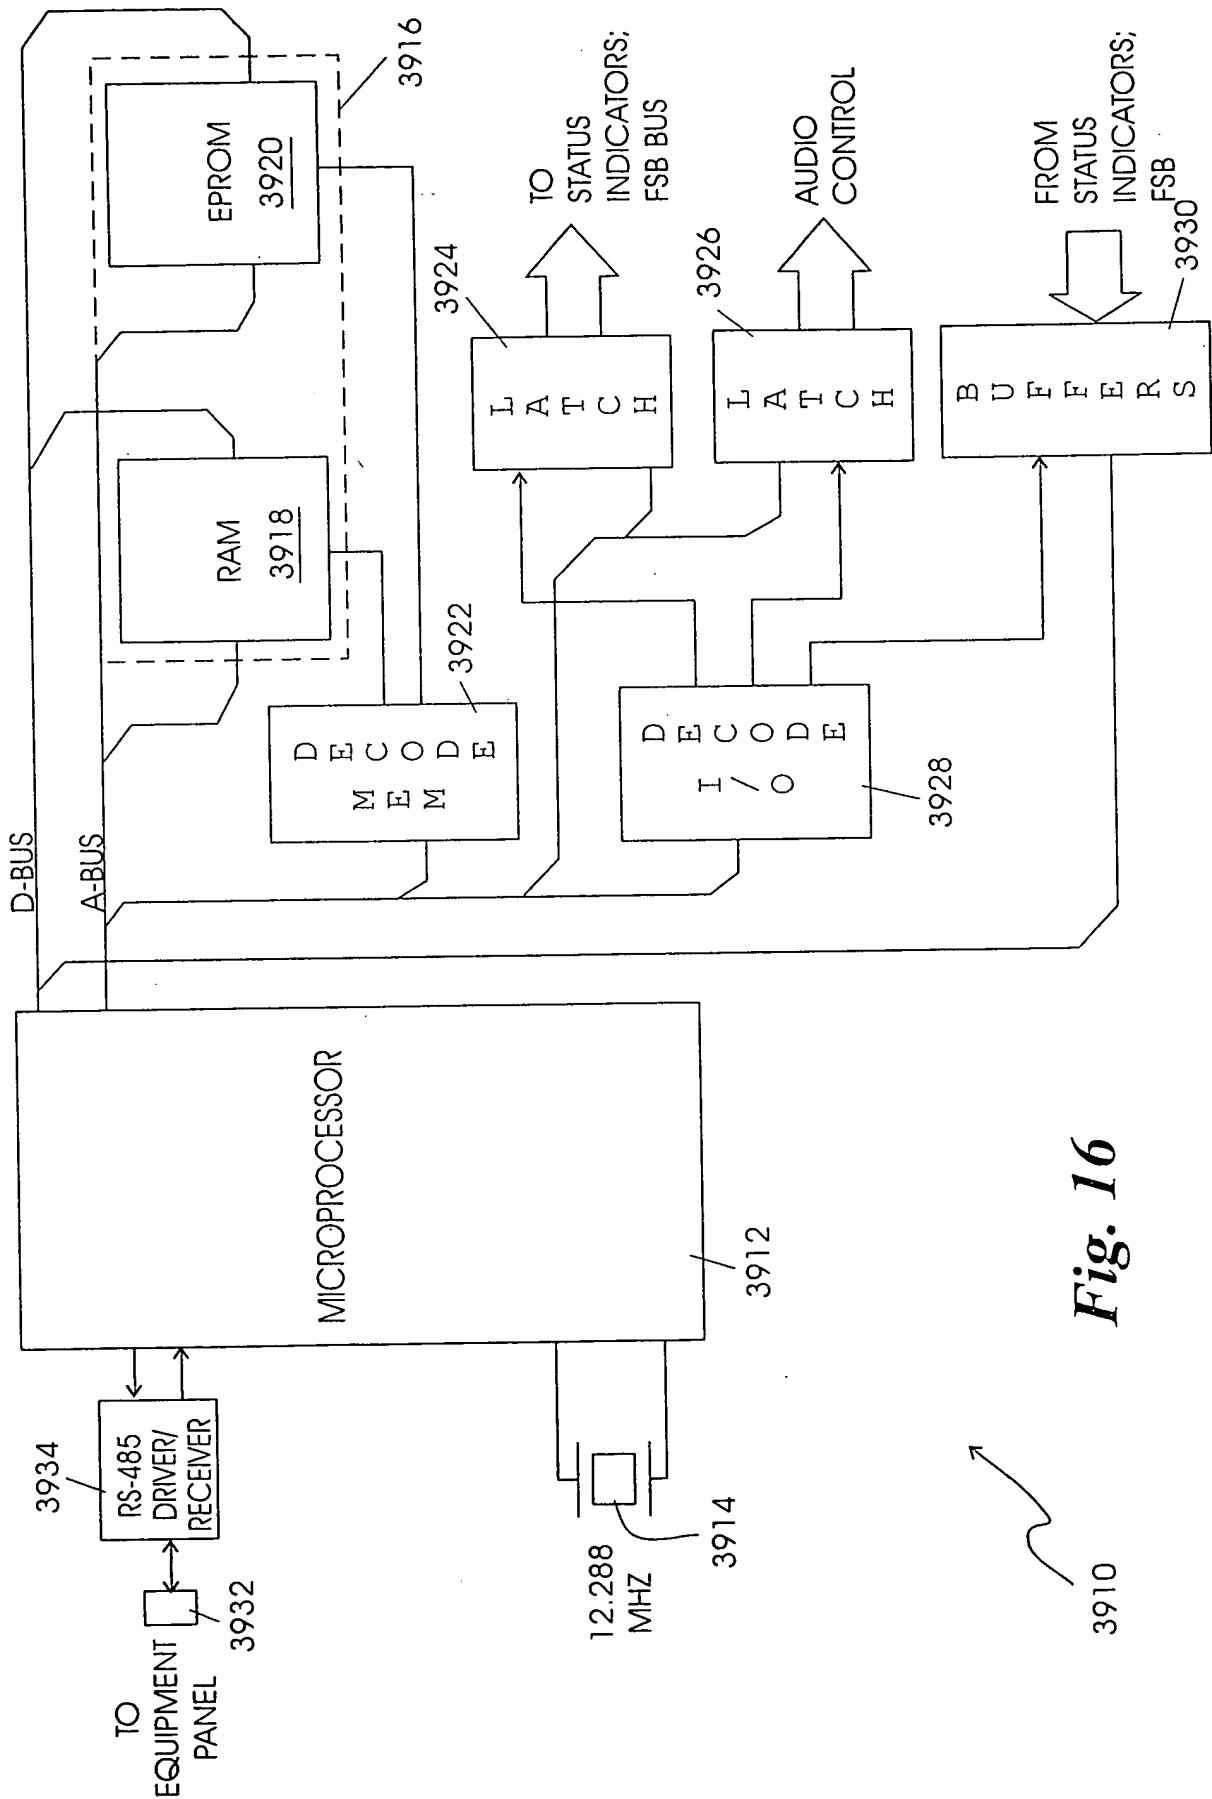 D-BUS
A-BUS
MICROPROCESSOR
3912
3934
RS-485
DRIVER/
RECEIVER
TO
EQUIPMENT
PANEL
3932
12.288
MHZ
3914
RAM
3918
EPROM
3920
3916
DECODE
MEM
3922
DECODE
I/O
3928
LATCH
3924
TO
STATUS
INDICATORS;
FSB BUS
LATCH
3926
AUDIO
CONTROL
BUFFERS
3930
FROM
STATUS
INDICATORS;
FSB
3910
Fig. 16